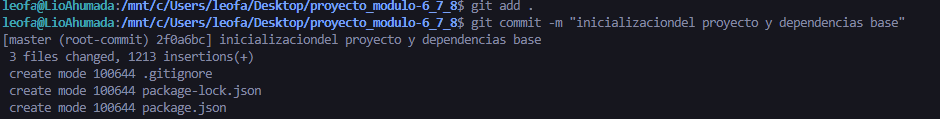 leofa@LioAhumada:/mnt/c/Users/leofa/Desktop/proyecto_modulo-6_7_8$ git add .
leofa@LioAhumada:/mnt/c/Users/leofa/Desktop/proyecto_modulo-6_7_8$ git commit -m "inicializaciondel proyecto y dependencias base"
[master (root-commit) 2f0a6bc] inicializaciondel proyecto y dependencias base
 3 files changed, 1213 insertions(+)
 create mode 100644 .gitignore
 create mode 100644 package-lock.json
 create mode 100644 package.json